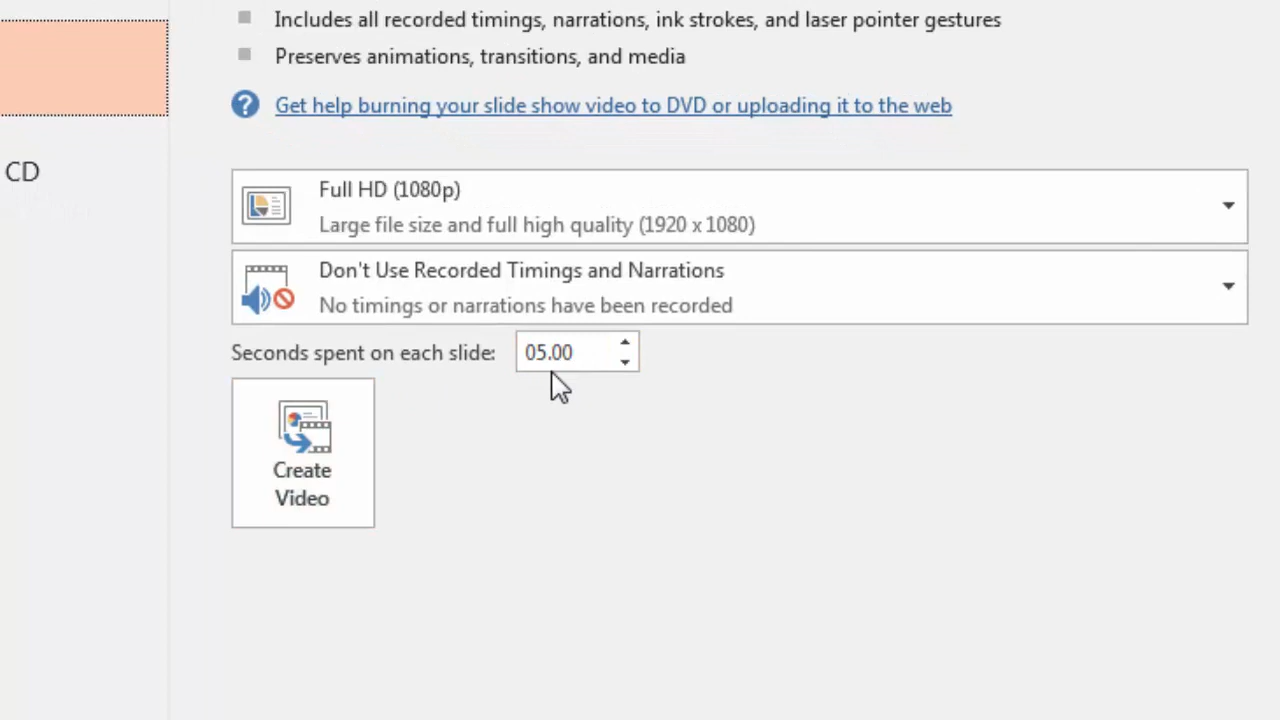 Includes all recorded timings, narrations, ink strokes, and laser pointer gestures
Preserves animations, transitions, and media
? Get help burning your slide show video to DVD or uploading it to the web
CD
Full HD (1080p)
Large file size and full high quality (1920 x 1080)
Don't Use Recorded Timings and Narrations
No timings or narrations have been recorded
Seconds spent on each slide: 05.00
Create
Video